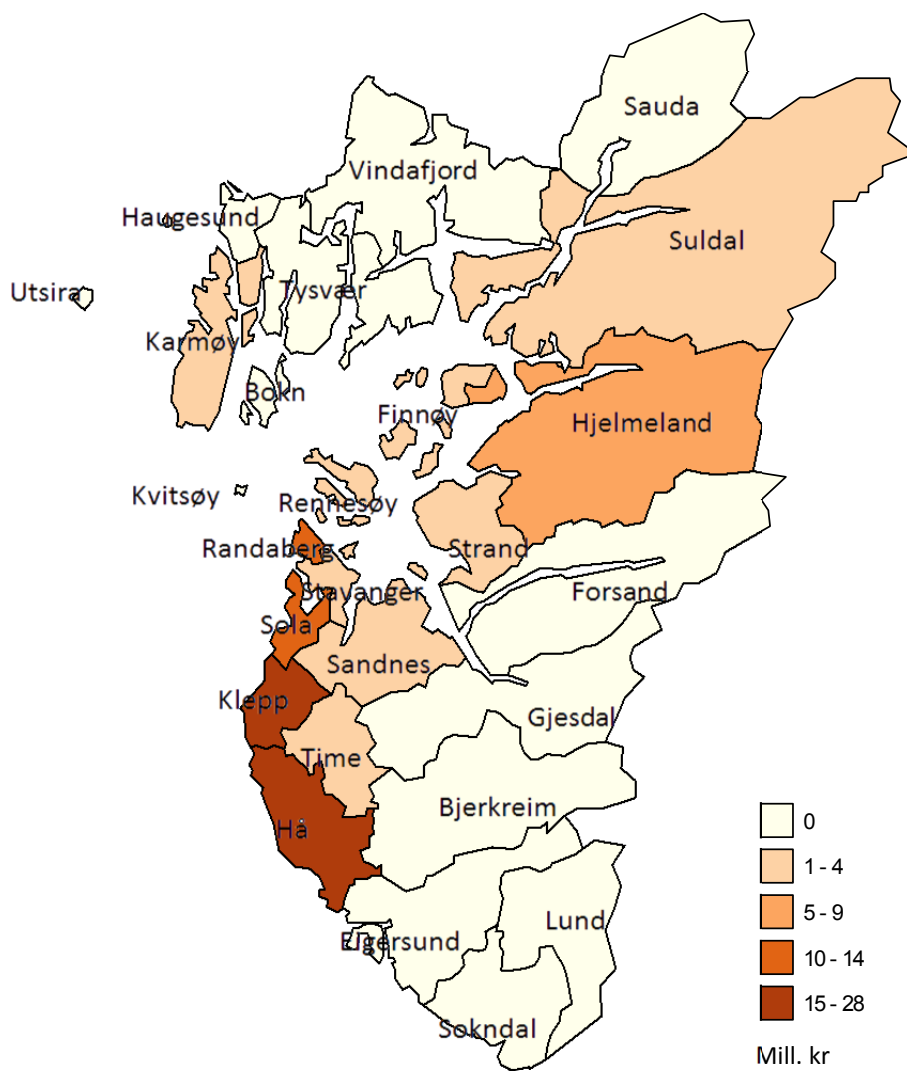 Sauda
Vindafjord
Haugesund
Suldal
Utsira
Tysvær
Karmøy
Bokn
Finnøy
Hjelmeland
Kvitsøy
Rennesøy
Randaberg
Strand
Stavanger
Forsand
Sola
Sandnes
Klepp
Gjesdal
Time
Bjerkreim
Hå
Lund
Eigersund
Sokndal
0
1 - 4
5 - 9
10 - 14
15 - 28
Mill. kr